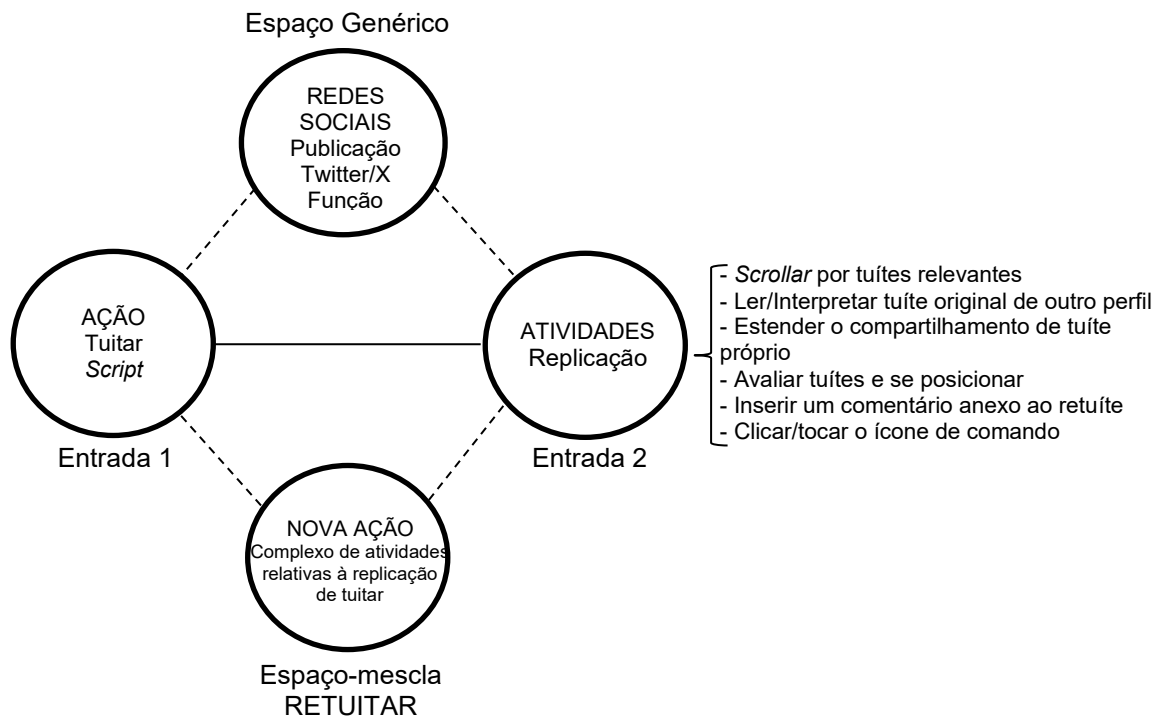 Espaço Genérico
REDES
SOCIAIS
Publicação
Twitter/X
Função
AÇÃO
Tuitar
Script
Entrada 1
ATIVIDADES
Replicação
Entrada 2
- Scrollar por tuítes relevantes
- Ler/Interpretar tuíte original de outro perfil
- Estender o compartilhamento de tuíte
próprio
- Avaliar tuítes e se posicionar
- Inserir um comentário anexo ao retuíte
- Clicar/tocar o ícone de comando
NOVA AÇÃO
Complexo de atividades
relativas à replicação
de tuitar
Espaço-mescla
RETUITAR